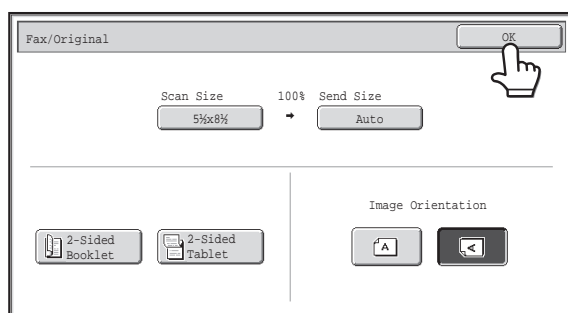 Fax/Original
OK
Scan Size 100% Send Size
5½x8½ → Auto
Image Orientation
2-Sided Booklet
2-Sided Tablet
A A